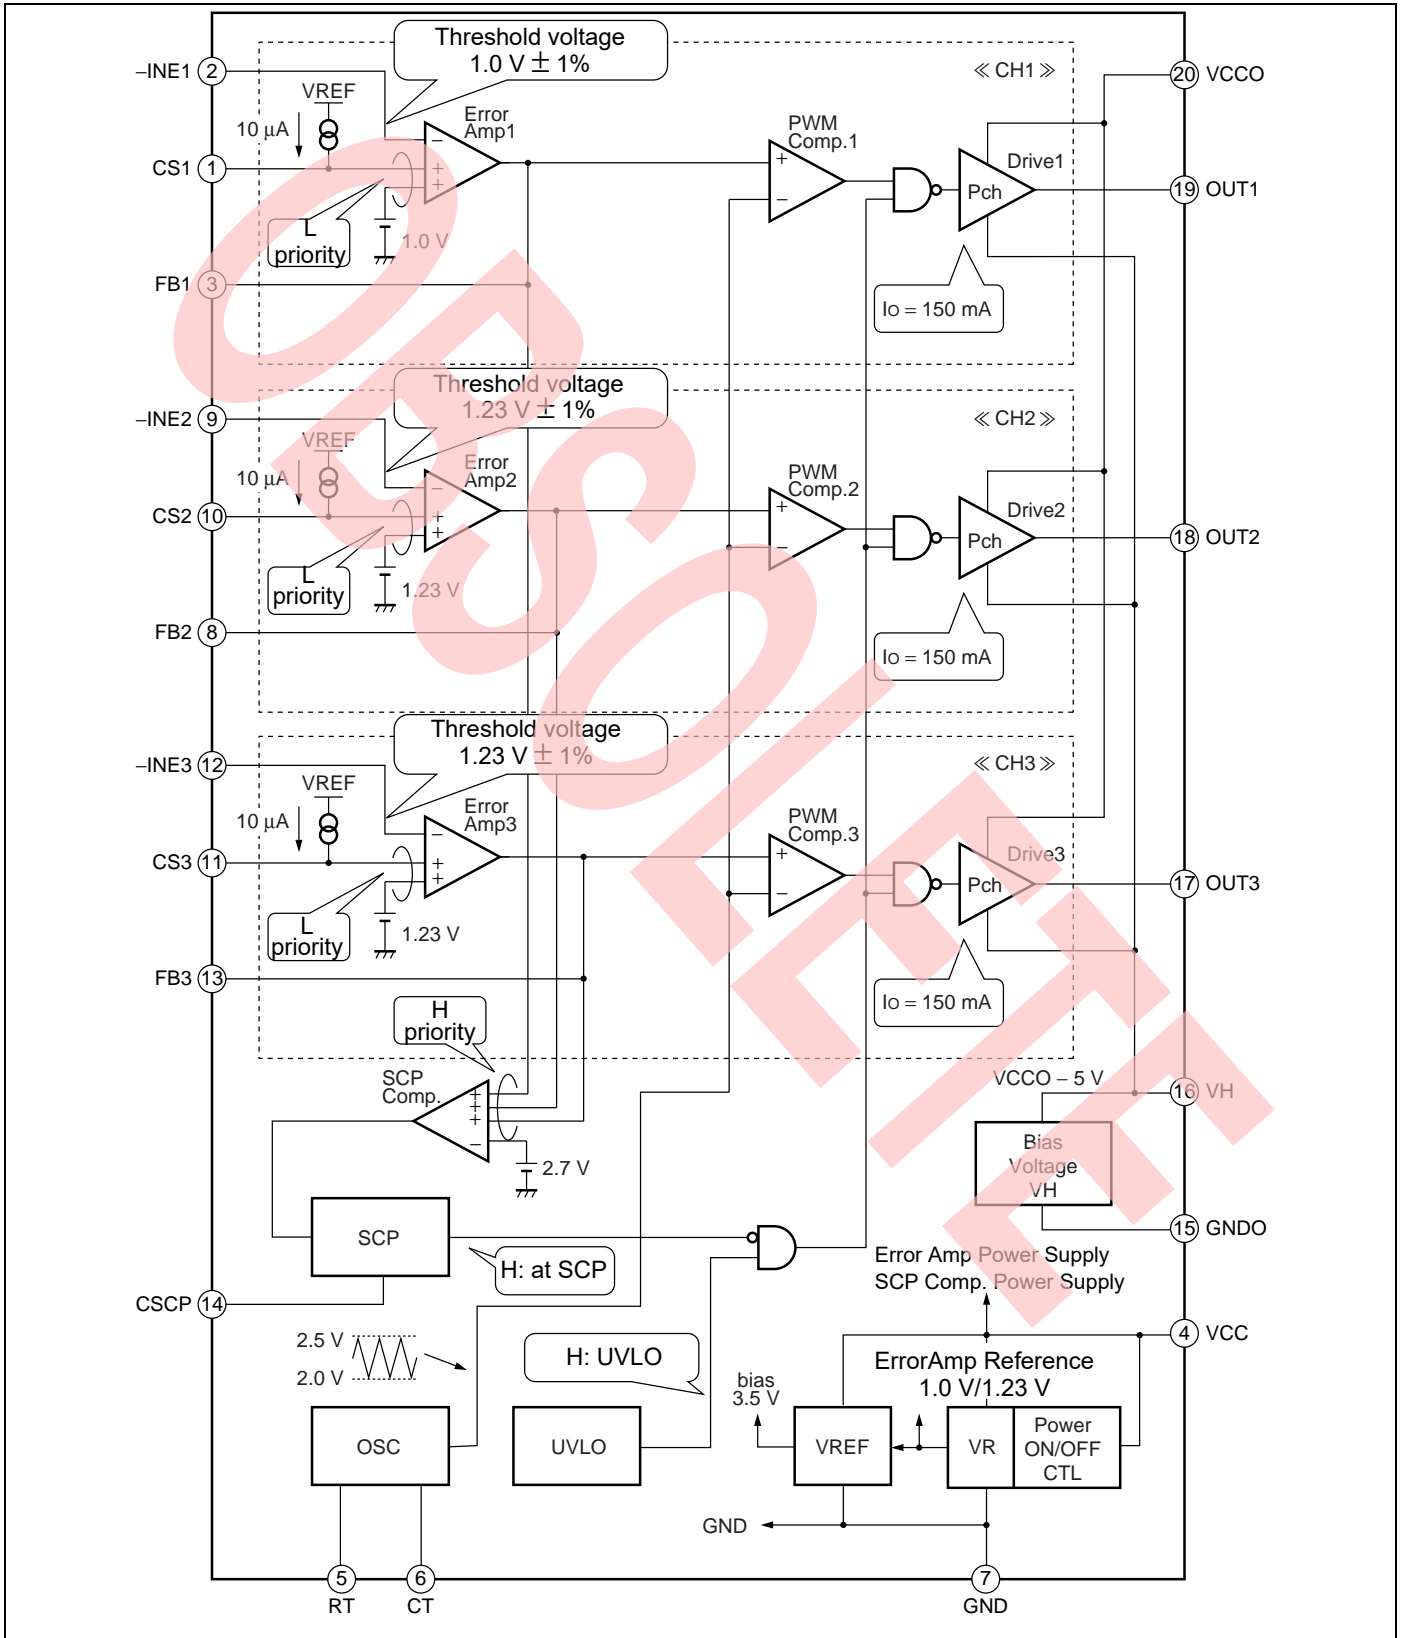 Threshold voltage
1.0 V ± 1%
≪ CH1 ≫
–INE1 2
20 VCCO
VREF
10 µA
Error
Amp1
PWM
Comp.1
CS1 1
−
+
+
+
−
Drive1
Pch
19 OUT1
L
priority
1.0 V
FB1 3
IO = 150 mA
Threshold voltage
1.23 V ± 1%
≪ CH2 ≫
–INE2 9
VREF
10 µA
Error
Amp2
PWM
Comp.2
CS2 10
−
+
+
+
−
Drive2
Pch
18 OUT2
L
priority
1.23 V
FB2 8
IO = 150 mA
Threshold voltage
1.23 V ± 1%
≪ CH3 ≫
–INE3 12
VREF
10 µA
Error
Amp3
PWM
Comp.3
CS3 11
−
+
+
+
−
Drive3
Pch
17 OUT3
L
priority
1.23 V
FB3 13
IO = 150 mA
H
priority
SCP
Comp.
+
+
+
−
2.7 V
VCCO – 5 V
16 VH
Bias
Voltage
VH
15 GNDO
SCP
H: at SCP
CSCP 14
Error Amp Power Supply
SCP Comp. Power Supply
4 VCC
2.5 V
2.0 V
H: UVLO
ErrorAmp Reference
1.0 V/1.23 V
bias
3.5 V
OSC
UVLO
VREF
VR
Power
ON/OFF
CTL
GND
5
RT
6
CT
7
GND
OBSOLETE